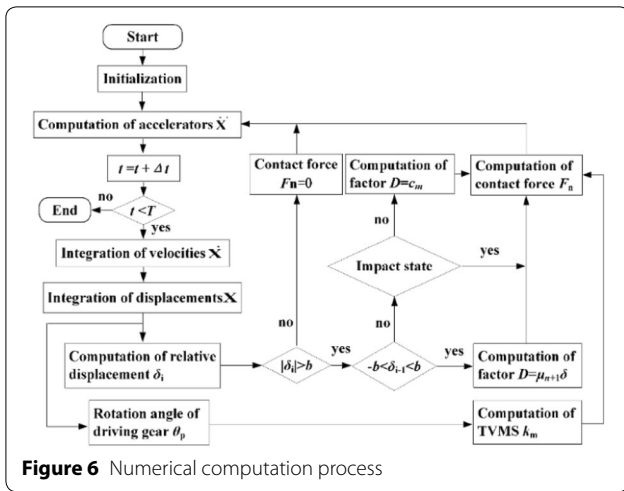 Start
Initialization
Computation of accelerators Ẍ
t=t+Δt
no
t<T
End
yes
Integration of velocities Ẋ
Integration of displacements X
Computation of relative
displacement δi
|δi|>b
no
yes
Contact force
Fn=0
-b<δi-1<b
no
yes
Impact state
no
yes
Computation of
factor D=cm
Computation of
contact force Fn
Computation of
factor D=μn+1δ
Rotation angle of
driving gear θp
Computation of
TVMS km
Figure 6 Numerical computation process